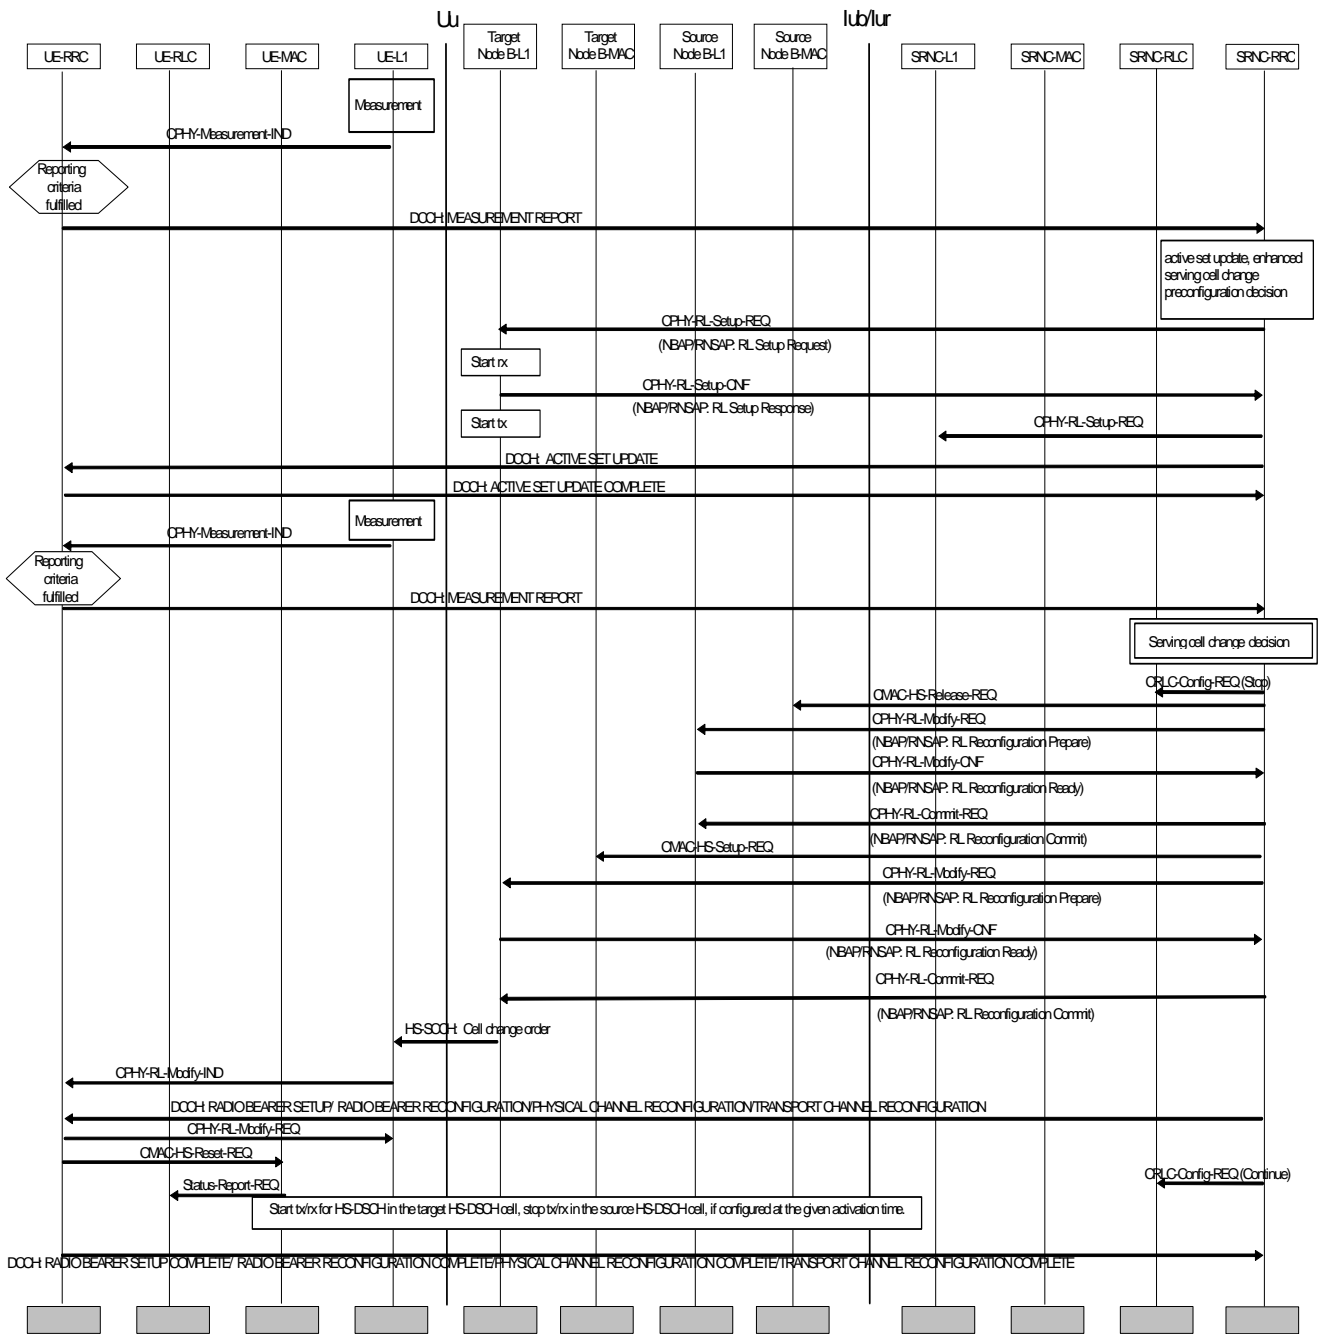 Uu
Iub/Iur
UE-RRC
UE-RLC
UE-MAC
UE-L1
Target
Node B-L1
Target
Node B-MAC
Source
Node B-L1
Source
Node B-MAC
SRNC-L1
SRNC-MAC
SRNC-RLC
SRNC-RRC
Measurement
CPHY-Measurement-IND
Reporting
criteria
fulfilled
DCCH: MEASUREMENT REPORT
active set update, enhanced
serving cell change
preconfiguration decision
CPHY-RL-Setup-REQ
(NBAP/RNSAP: RL Setup Request)
Start rx
CPHY-RL-Setup-CNF
(NBAP/RNSAP: RL Setup Response)
Start tx
CPHY-RL-Setup-REQ
DCCH: ACTIVE SET UPDATE
DCCH: ACTIVE SET UPDATE COMPLETE
Measurement
CPHY-Measurement-IND
Reporting
criteria
fulfilled
DCCH: MEASUREMENT REPORT
Serving cell change decision
CRLC-Config-REQ (Stop)
CMAC-HS-Release-REQ
CPHY-RL-Modify-REQ
(NBAP/RNSAP: RL Reconfiguration Prepare)
CPHY-RL-Modify-CNF
(NBAP/RNSAP: RL Reconfiguration Ready)
CPHY-RL-Commit-REQ
(NBAP/RNSAP: RL Reconfiguration Commit)
CMAC-HS-Setup-REQ
CPHY-RL-Modify-REQ
(NBAP/RNSAP: RL Reconfiguration Prepare)
CPHY-RL-Modify-CNF
(NBAP/RNSAP: RL Reconfiguration Ready)
CPHY-RL-Commit-REQ
(NBAP/RNSAP: RL Reconfiguration Commit)
HS-SCCH: Cell change order
CPHY-RL-Modify-IND
DCCH: RADIO BEARER SETUP/ RADIO BEARER RECONFIGURATION/PHYSICAL CHANNEL RECONFIGURATION/TRANSPORT CHANNEL RECONFIGURATION
CPHY-RL-Modify-REQ
CMAC-HS-Reset-REQ
CRLC-Config-REQ (Continue)
Status-Report-REQ
Start tx/rx for HS-DSCH in the target HS-DSCH cell, stop tx/rx in the source HS-DSCH cell, if configured at the given activation time.
DCCH: RADIO BEARER SETUP COMPLETE/ RADIO BEARER RECONFIGURATION COMPLETE/PHYSICAL CHANNEL RECONFIGURATION COMPLETE/TRANSPORT CHANNEL RECONFIGURATION COMPLETE